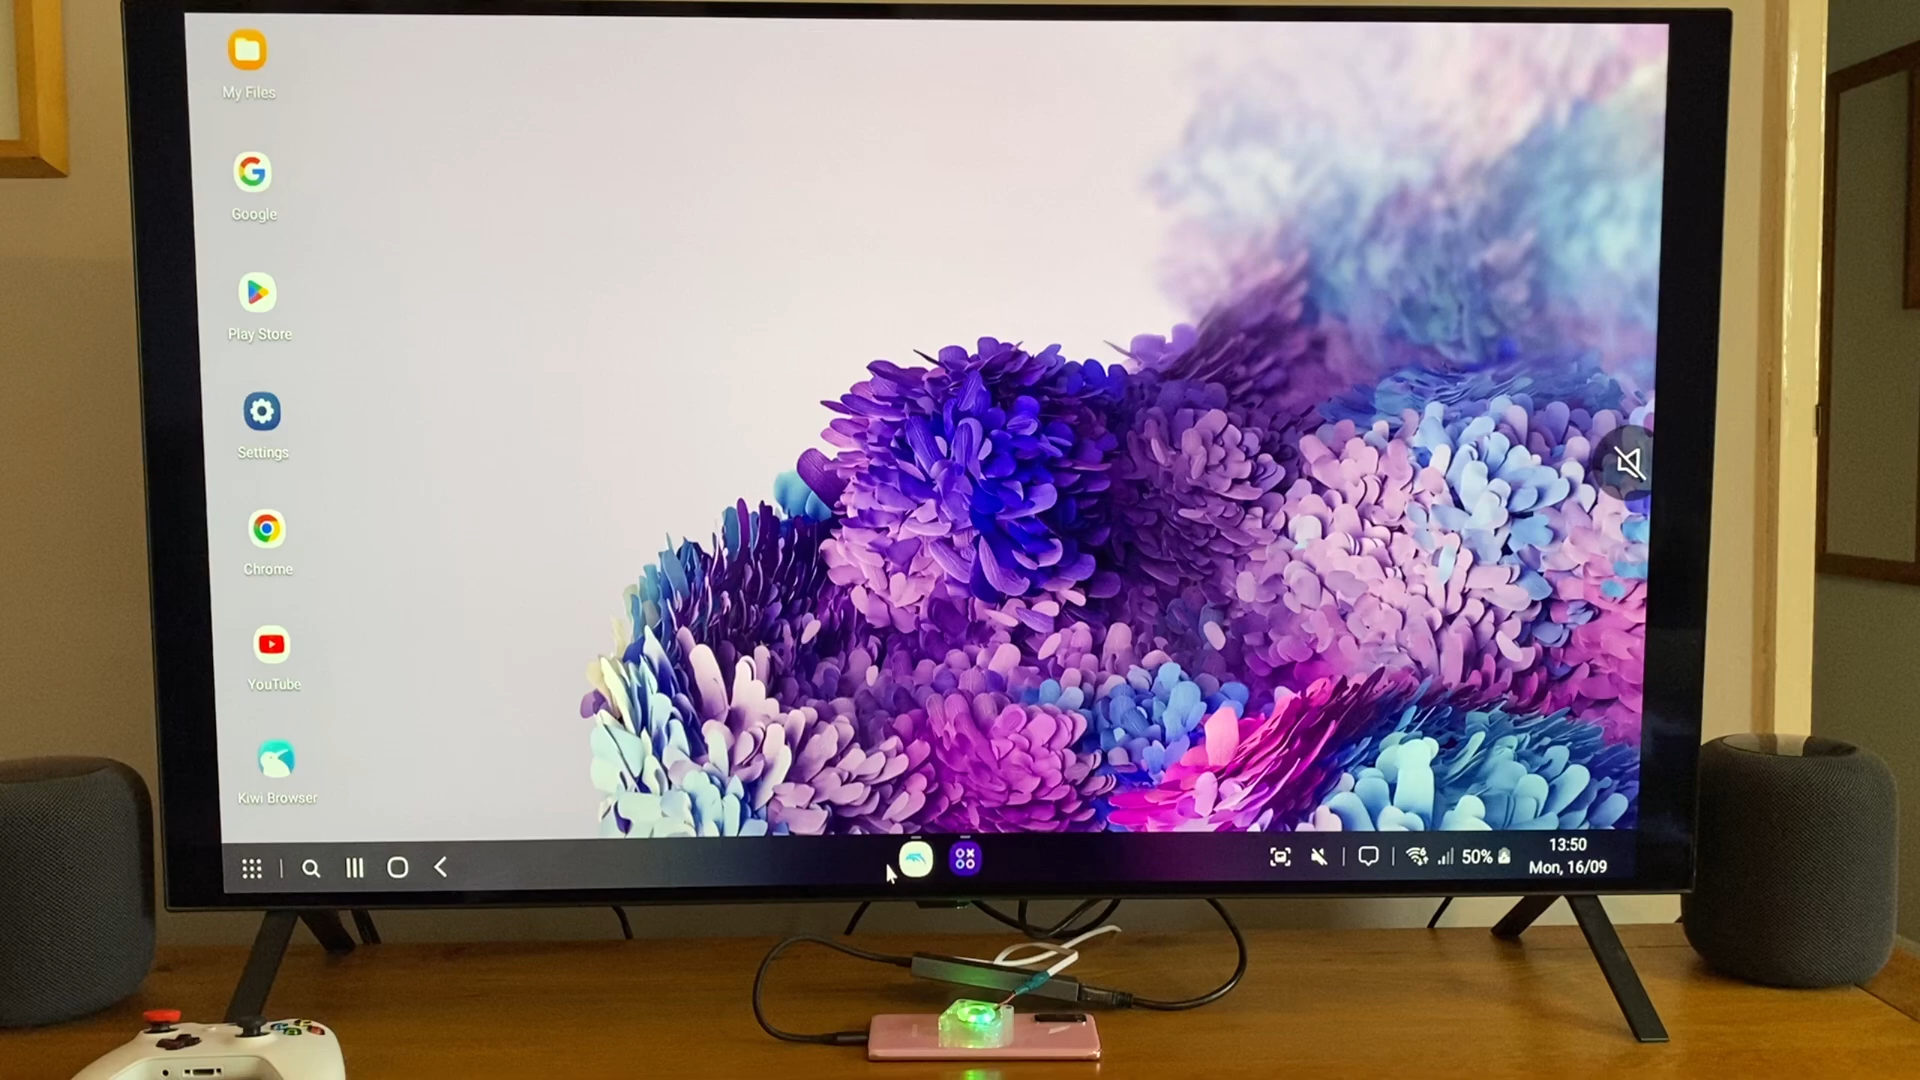 My Files
Google
Play Store
Settings
Chrome
YouTube
Kiwi Browser
50%
13:50
Mon, 16/09